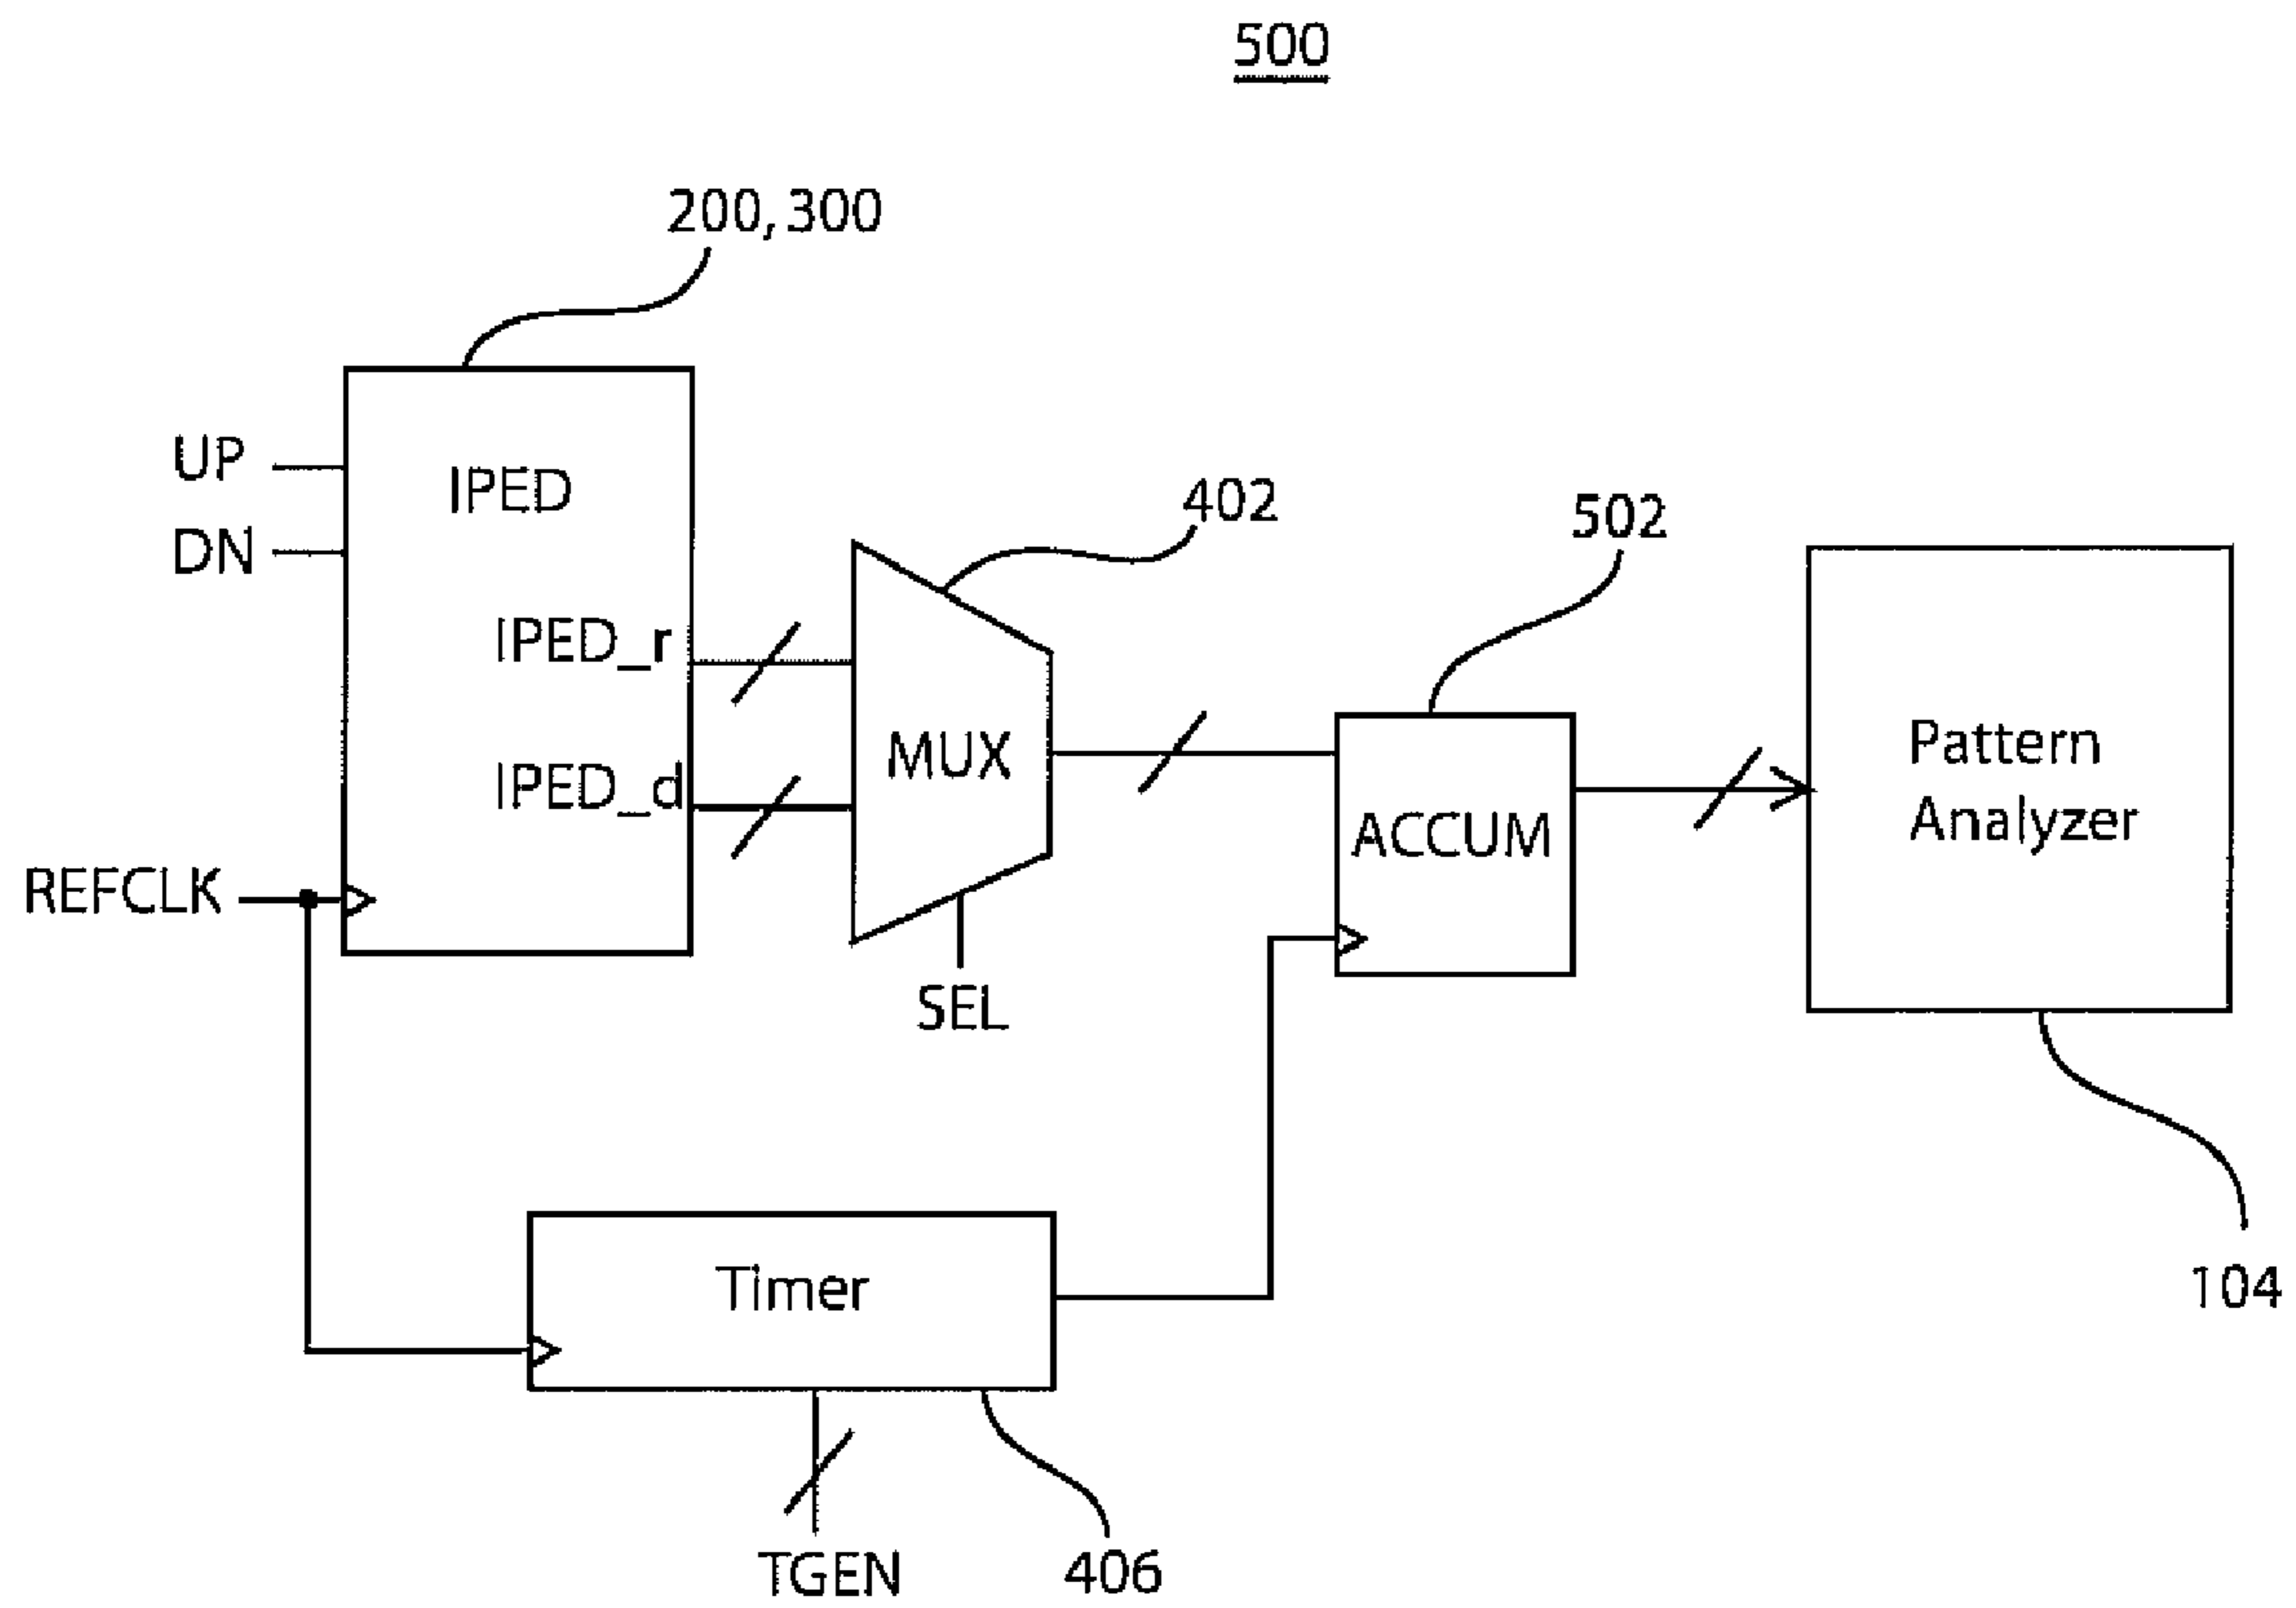 500
200, 300
UP
IPED
DN
402
502
IPED_r
IPED_d
MUX
Pattern
Analyzer
ACCUM
REFCLK
SEL
Timer
104
TGEN
406